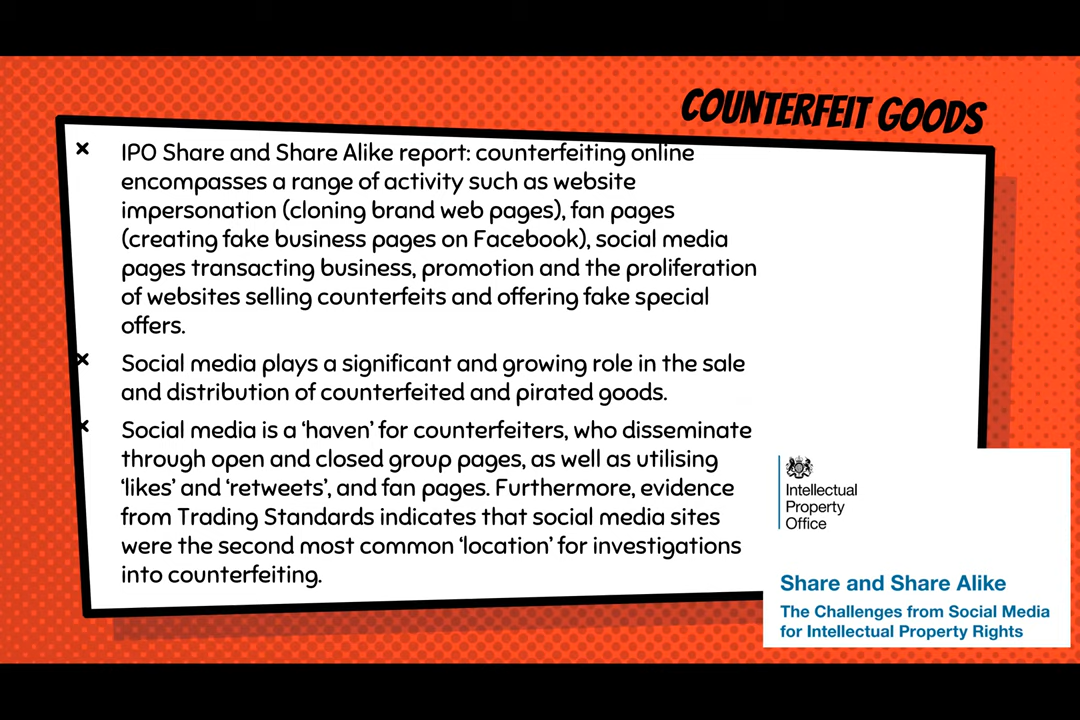 COUNTERFEIT GOODS
× IPO Share and Share Alike report: counterfeiting online
encompasses a range of activity such as website
impersonation (cloning brand web pages), fan pages
(creating fake business pages on Facebook), social media
pages transacting business, promotion and the proliferation
of websites selling counterfeits and offering fake special
offers.
× Social media plays a significant and growing role in the sale
and distribution of counterfeited and pirated goods.
× Social media is a ‘haven’ for counterfeiters, who disseminate
through open and closed group pages, as well as utilising
‘likes’ and ‘retweets’, and fan pages. Furthermore, evidence
from Trading Standards indicates that social media sites
were the second most common ‘location’ for investigations
into counterfeiting.
Intellectual
Property
Office
Share and Share Alike
The Challenges from Social Media
for Intellectual Property Rights